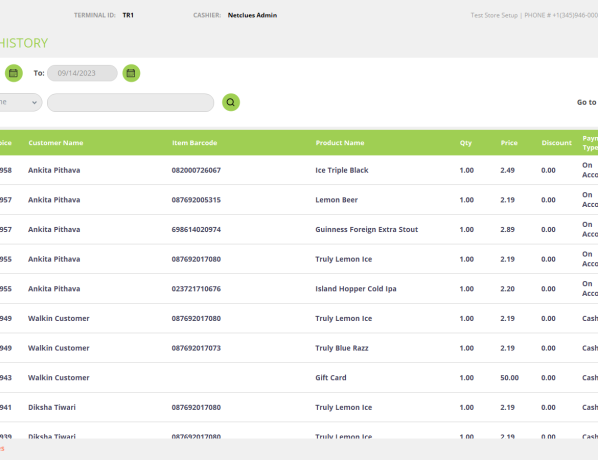 TERMINAL ID: TR1 CASHIER: Netclues Admin Test Store Setup | PHONE # +1(345)946-000
HISTORY
To: 09/14/2023
Go to
Customer Name Item Barcode Product Name Qty Price Discount
958 Ankita Pithava 082000726067 Ice Triple Black 1.00 2.49 0.00 On Acco
957 Ankita Pithava 087692005315 Lemon Beer 1.00 2.19 0.00 On Acco
957 Ankita Pithava 698614020974 Guinness Foreign Extra Stout 1.00 2.89 0.00 On Acco
955 Ankita Pithava 087692017080 Truly Lemon Ice 1.00 2.19 0.00 On Acco
955 Ankita Pithava 023721710676 Island Hopper Cold Ipa 1.00 2.20 0.00 On Acco
949 Walkin Customer 087692017080 Truly Lemon Ice 1.00 2.19 0.00 Cash
949 Walkin Customer 087692017073 Truly Blue Razz 1.00 2.19 0.00 Cash
943 Walkin Customer Gift Card 1.00 50.00 0.00 Cash
941 Diksha Tiwari 087692017080 Truly Lemon Ice 1.00 2.19 0.00 Cash
939 Diksha Tiwari 087692017080 Truly Lemon Ice 1.00 2.19 0.00 Cash